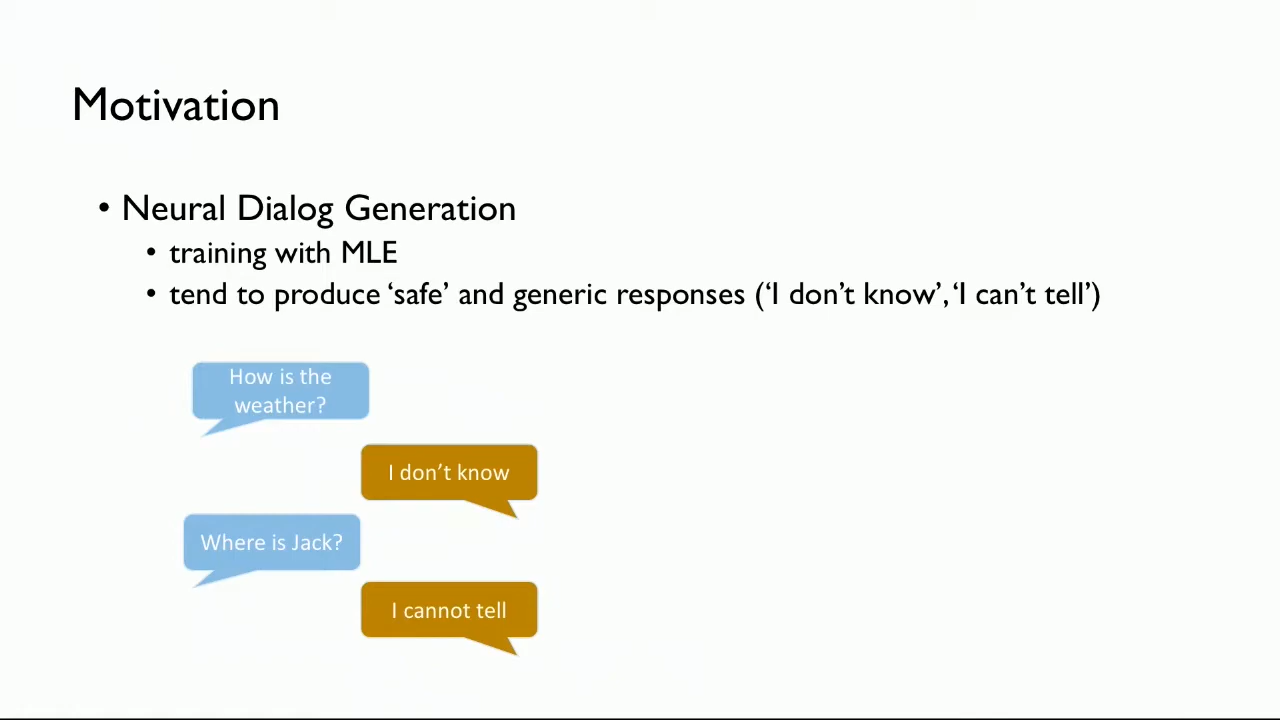 Motivation
• Neural Dialog Generation
• training with MLE
• tend to produce ‘safe’ and generic responses (‘I don’t know’, ‘I can’t tell’)
How is the
weather?
I don’t know
Where is Jack?
I cannot tell